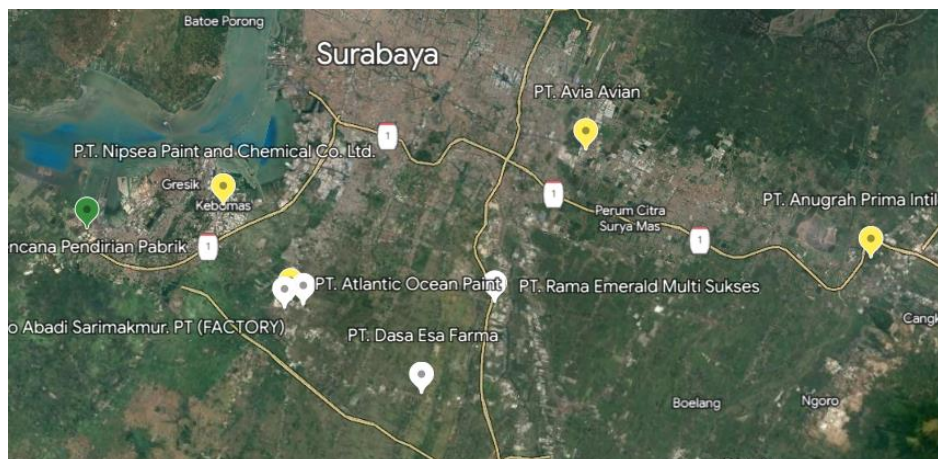 Batoe Porong
Surabaya
PT. Avia Avian
1
P.T. Nipsea Paint and Chemical Co. Ltd.
Gresik
Kebomas
1
PT. Anugrah Prima Intil
Perum Citra
Surya Mas
encana Pendirian Pabrik
1
1
PT. Atlantic Ocean Paint
PT. Rama Emerald Multi Sukses
o Abadi Sarimakmur. PT (FACTORY)
Cangk
PT. Dasa Esa Farma
Boelang
Ngoro